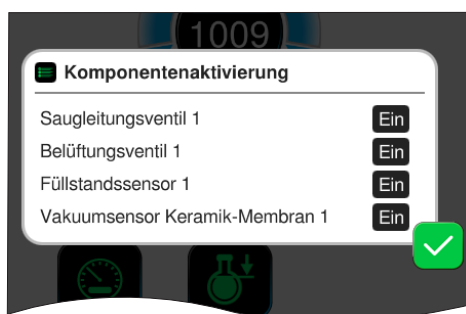 1009
Komponentenaktivierung
Saugleitungsventil 1 Ein
Belüftungsventil 1 Ein
Füllstandssensor 1 Ein
Vakuumsensor Keramik-Membran 1 Ein